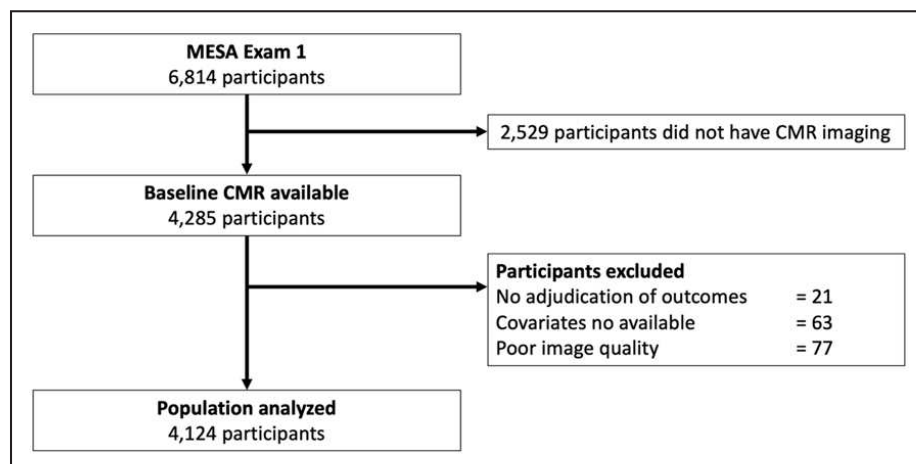 MESA Exam 1
6,814 participants
2,529 participants did not have CMR imaging
Baseline CMR available
4,285 participants
Participants excluded
No adjudication of outcomes = 21
Covariates no available = 63
Poor image quality = 77
Population analyzed
4,124 participants